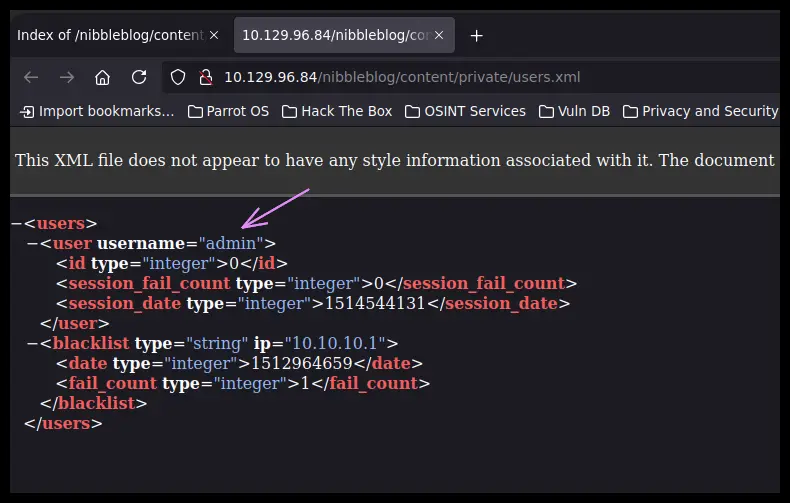 Index of /nibbleblog/content
10.129.96.84/nibbleblog/con
10.129.96.84/nibbleblog/content/private/users.xml
Import bookmarks... Parrot OS Hack The Box OSINT Services Vuln DB Privacy and Security
This XML file does not appear to have any style information associated with it. The document
−<users>
−<user username="admin">
<id type="integer">0</id>
<session_fail_count type="integer">0</session_fail_count>
<session_date type="integer">1514544131</session_date>
</user>
−<blacklist type="string" ip="10.10.10.1">
<date type="integer">1512964659</date>
<fail_count type="integer">1</fail_count>
</blacklist>
</users>